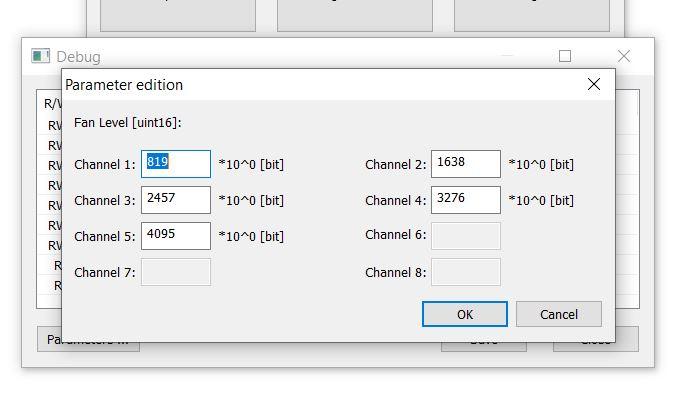 Debug
Parameter edition
R/W
Fan Level [uint16]:
RW
RW
Channel 1: 819 *10^0 [bit] Channel 2: 1638 *10^0 [bit]
RW
RW
Channel 3: 2457 *10^0 [bit] Channel 4: 3276 *10^0 [bit]
RW
RW
Channel 5: 4095 *10^0 [bit] Channel 6:
RW
R
Channel 7: Channel 8:
R
OK Cancel
Parameters ... Save Close